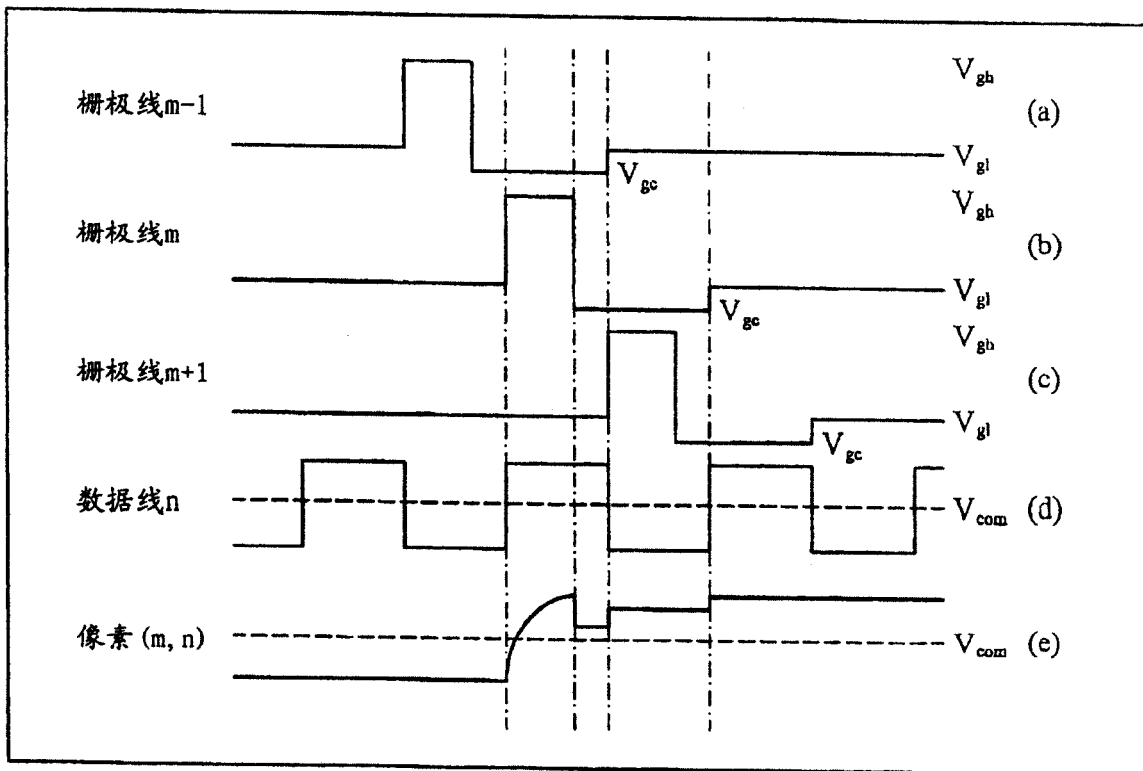 栅极线m-1
V_gh
(a)
V_gc
V_gl
栅极线m
V_gh
(b)
V_gc
V_gl
栅极线m+1
V_gh
(c)
V_gc
V_gl
数据线n
V_com
(d)
像素(m,n)
V_com
(e)